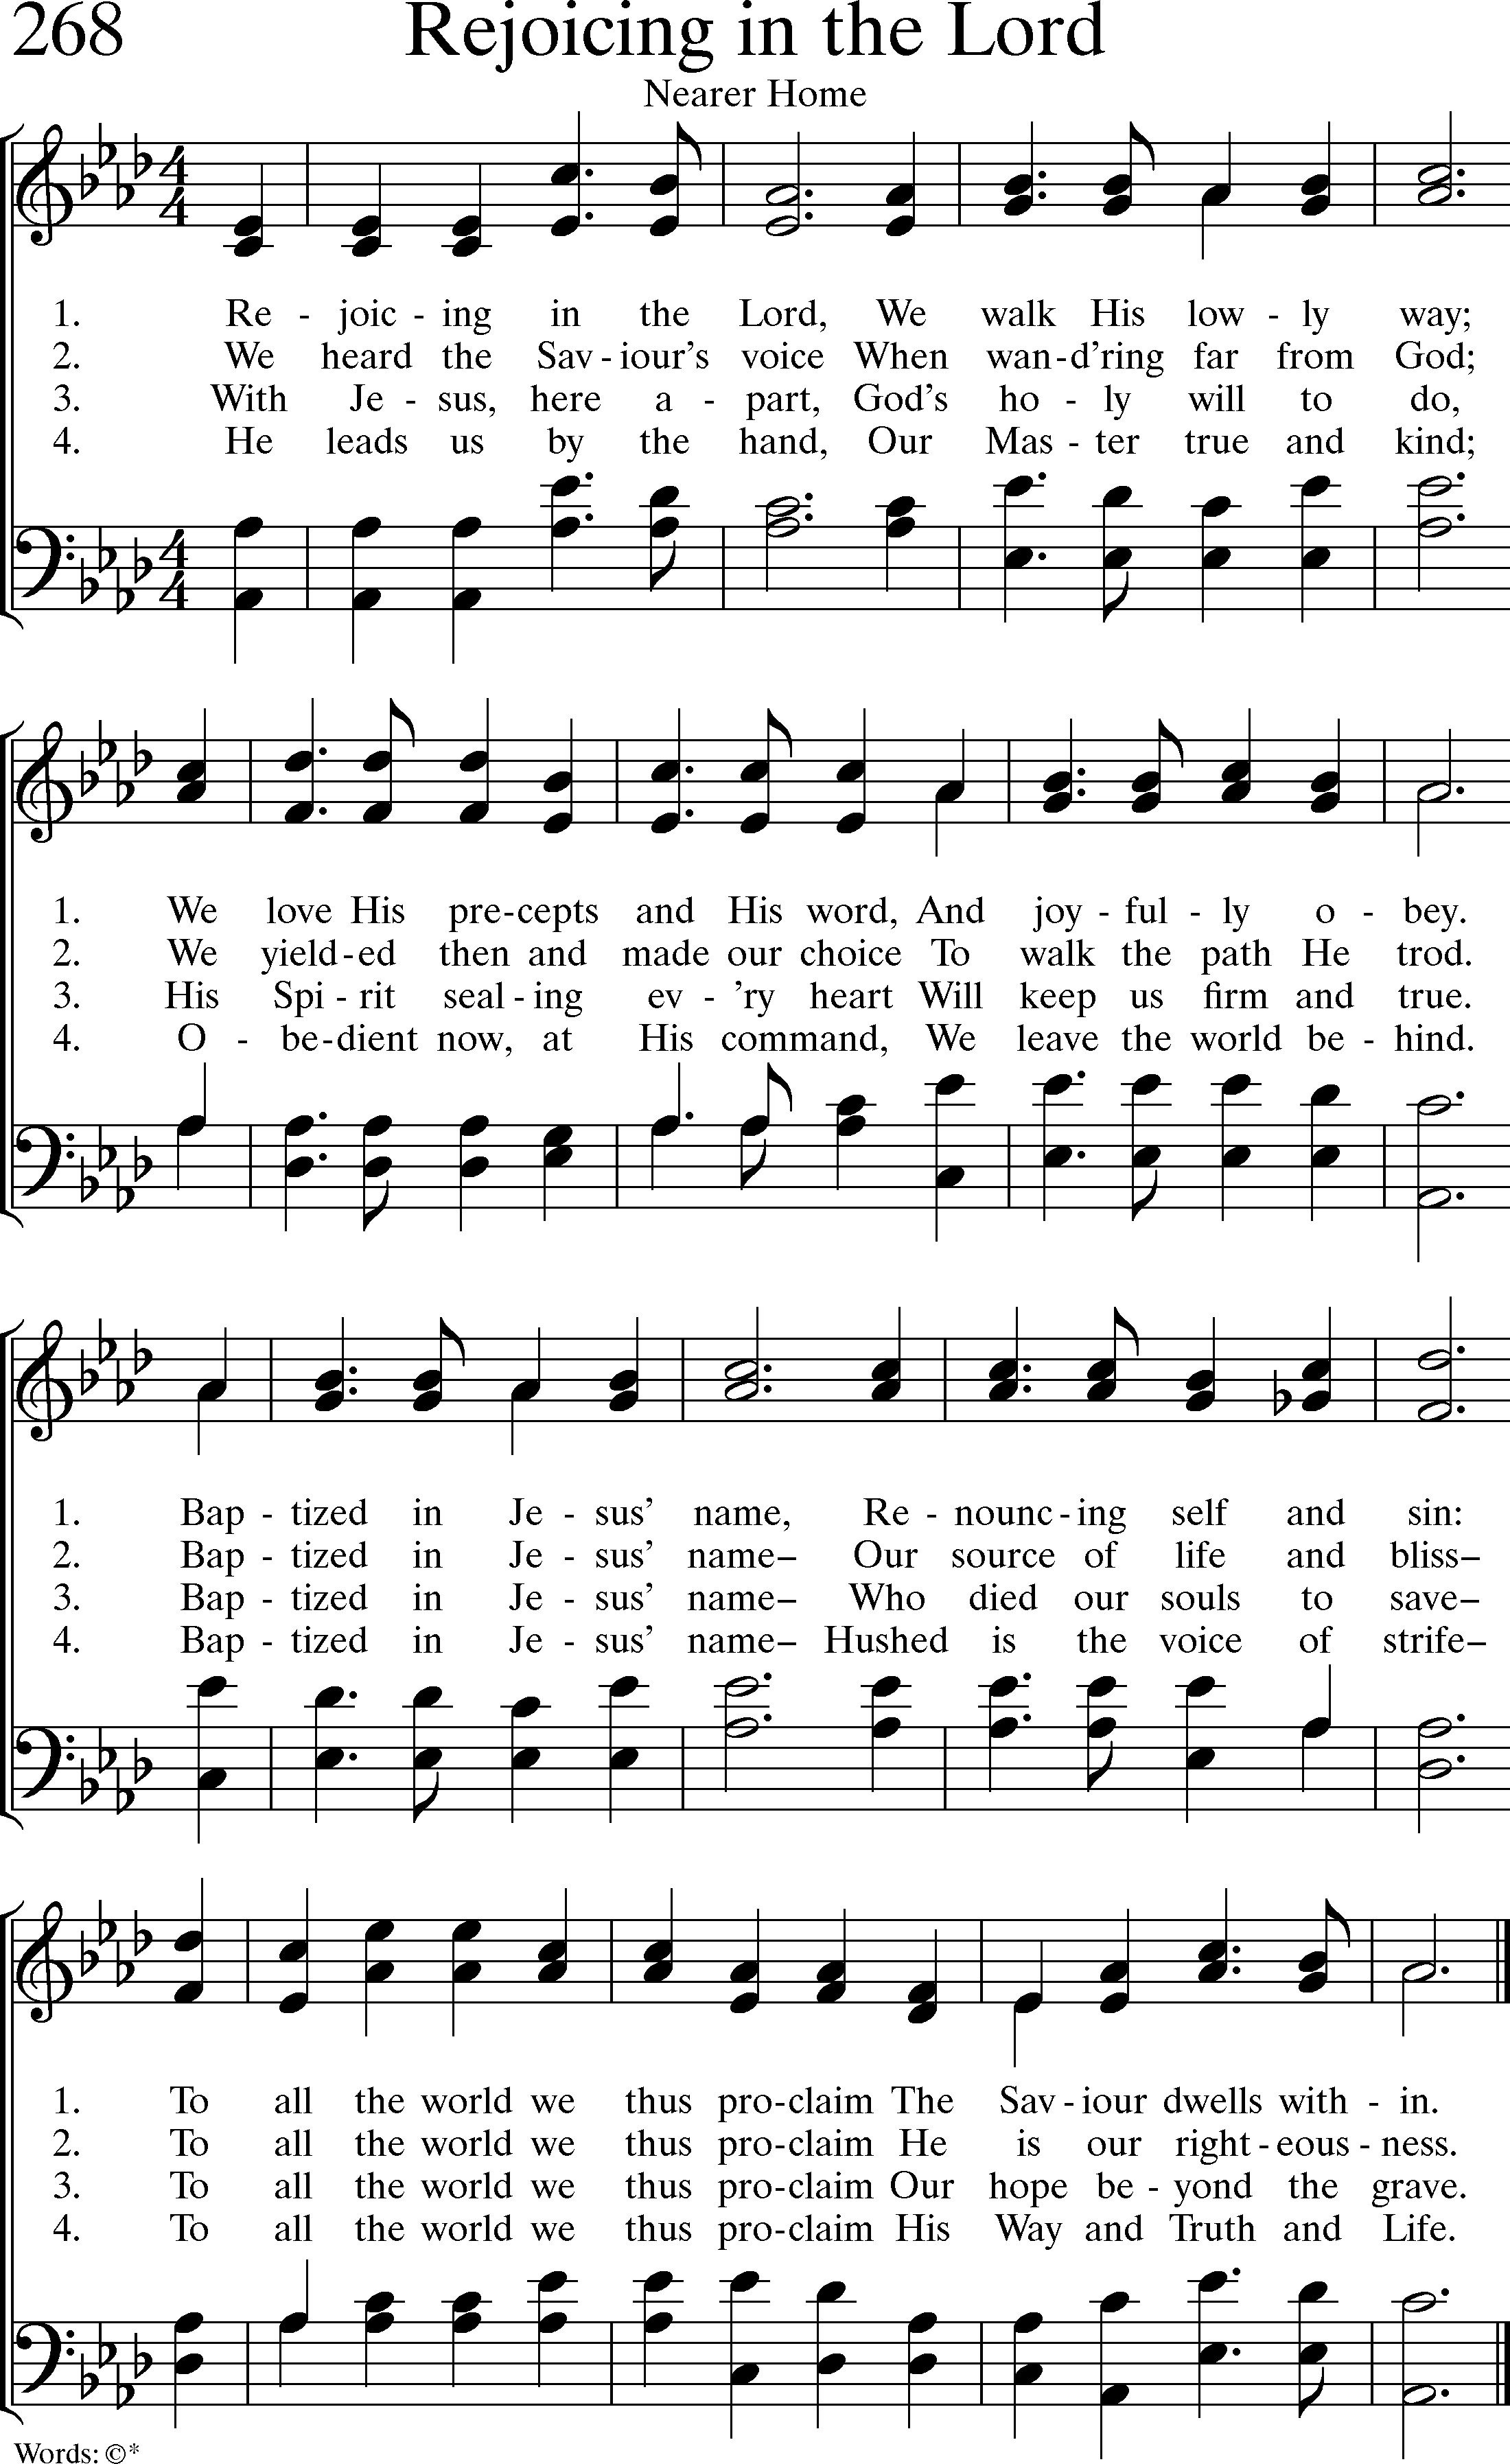 268 Rejoicing in the Lord
Nearer Home
1. Re - joic - ing in the Lord, We walk His low - ly way;
2. We heard the Sav - iour's voice When wan - d'ring far from God;
3. With Je - sus, here a - part, God's ho - ly will to do,
4. He leads us by the hand, Our Mas - ter true and kind;
1. We love His pre - cepts and His word, And joy - ful - ly o - bey.
2. We yield - ed then and made our choice To walk the path He trod.
3. His Spi - rit seal - ing ev - 'ry heart Will keep us firm and true.
4. O - be - dient now, at His command, We leave the world be - hind.
1. Bap - tized in Je - sus' name, Re - nounc - ing self and sin:
2. Bap - tized in Je - sus' name– Our source of life and bliss–
3. Bap - tized in Je - sus' name– Who died our souls to save–
4. Bap - tized in Je - sus' name– Hushed is the voice of strife–
1. To all the world we thus pro - claim The Sav - iour dwells with - in.
2. To all the world we thus pro - claim He is our right - eous - ness.
3. To all the world we thus pro - claim Our hope be - yond the grave.
4. To all the world we thus pro - claim His Way and Truth and Life.
Words: ©*